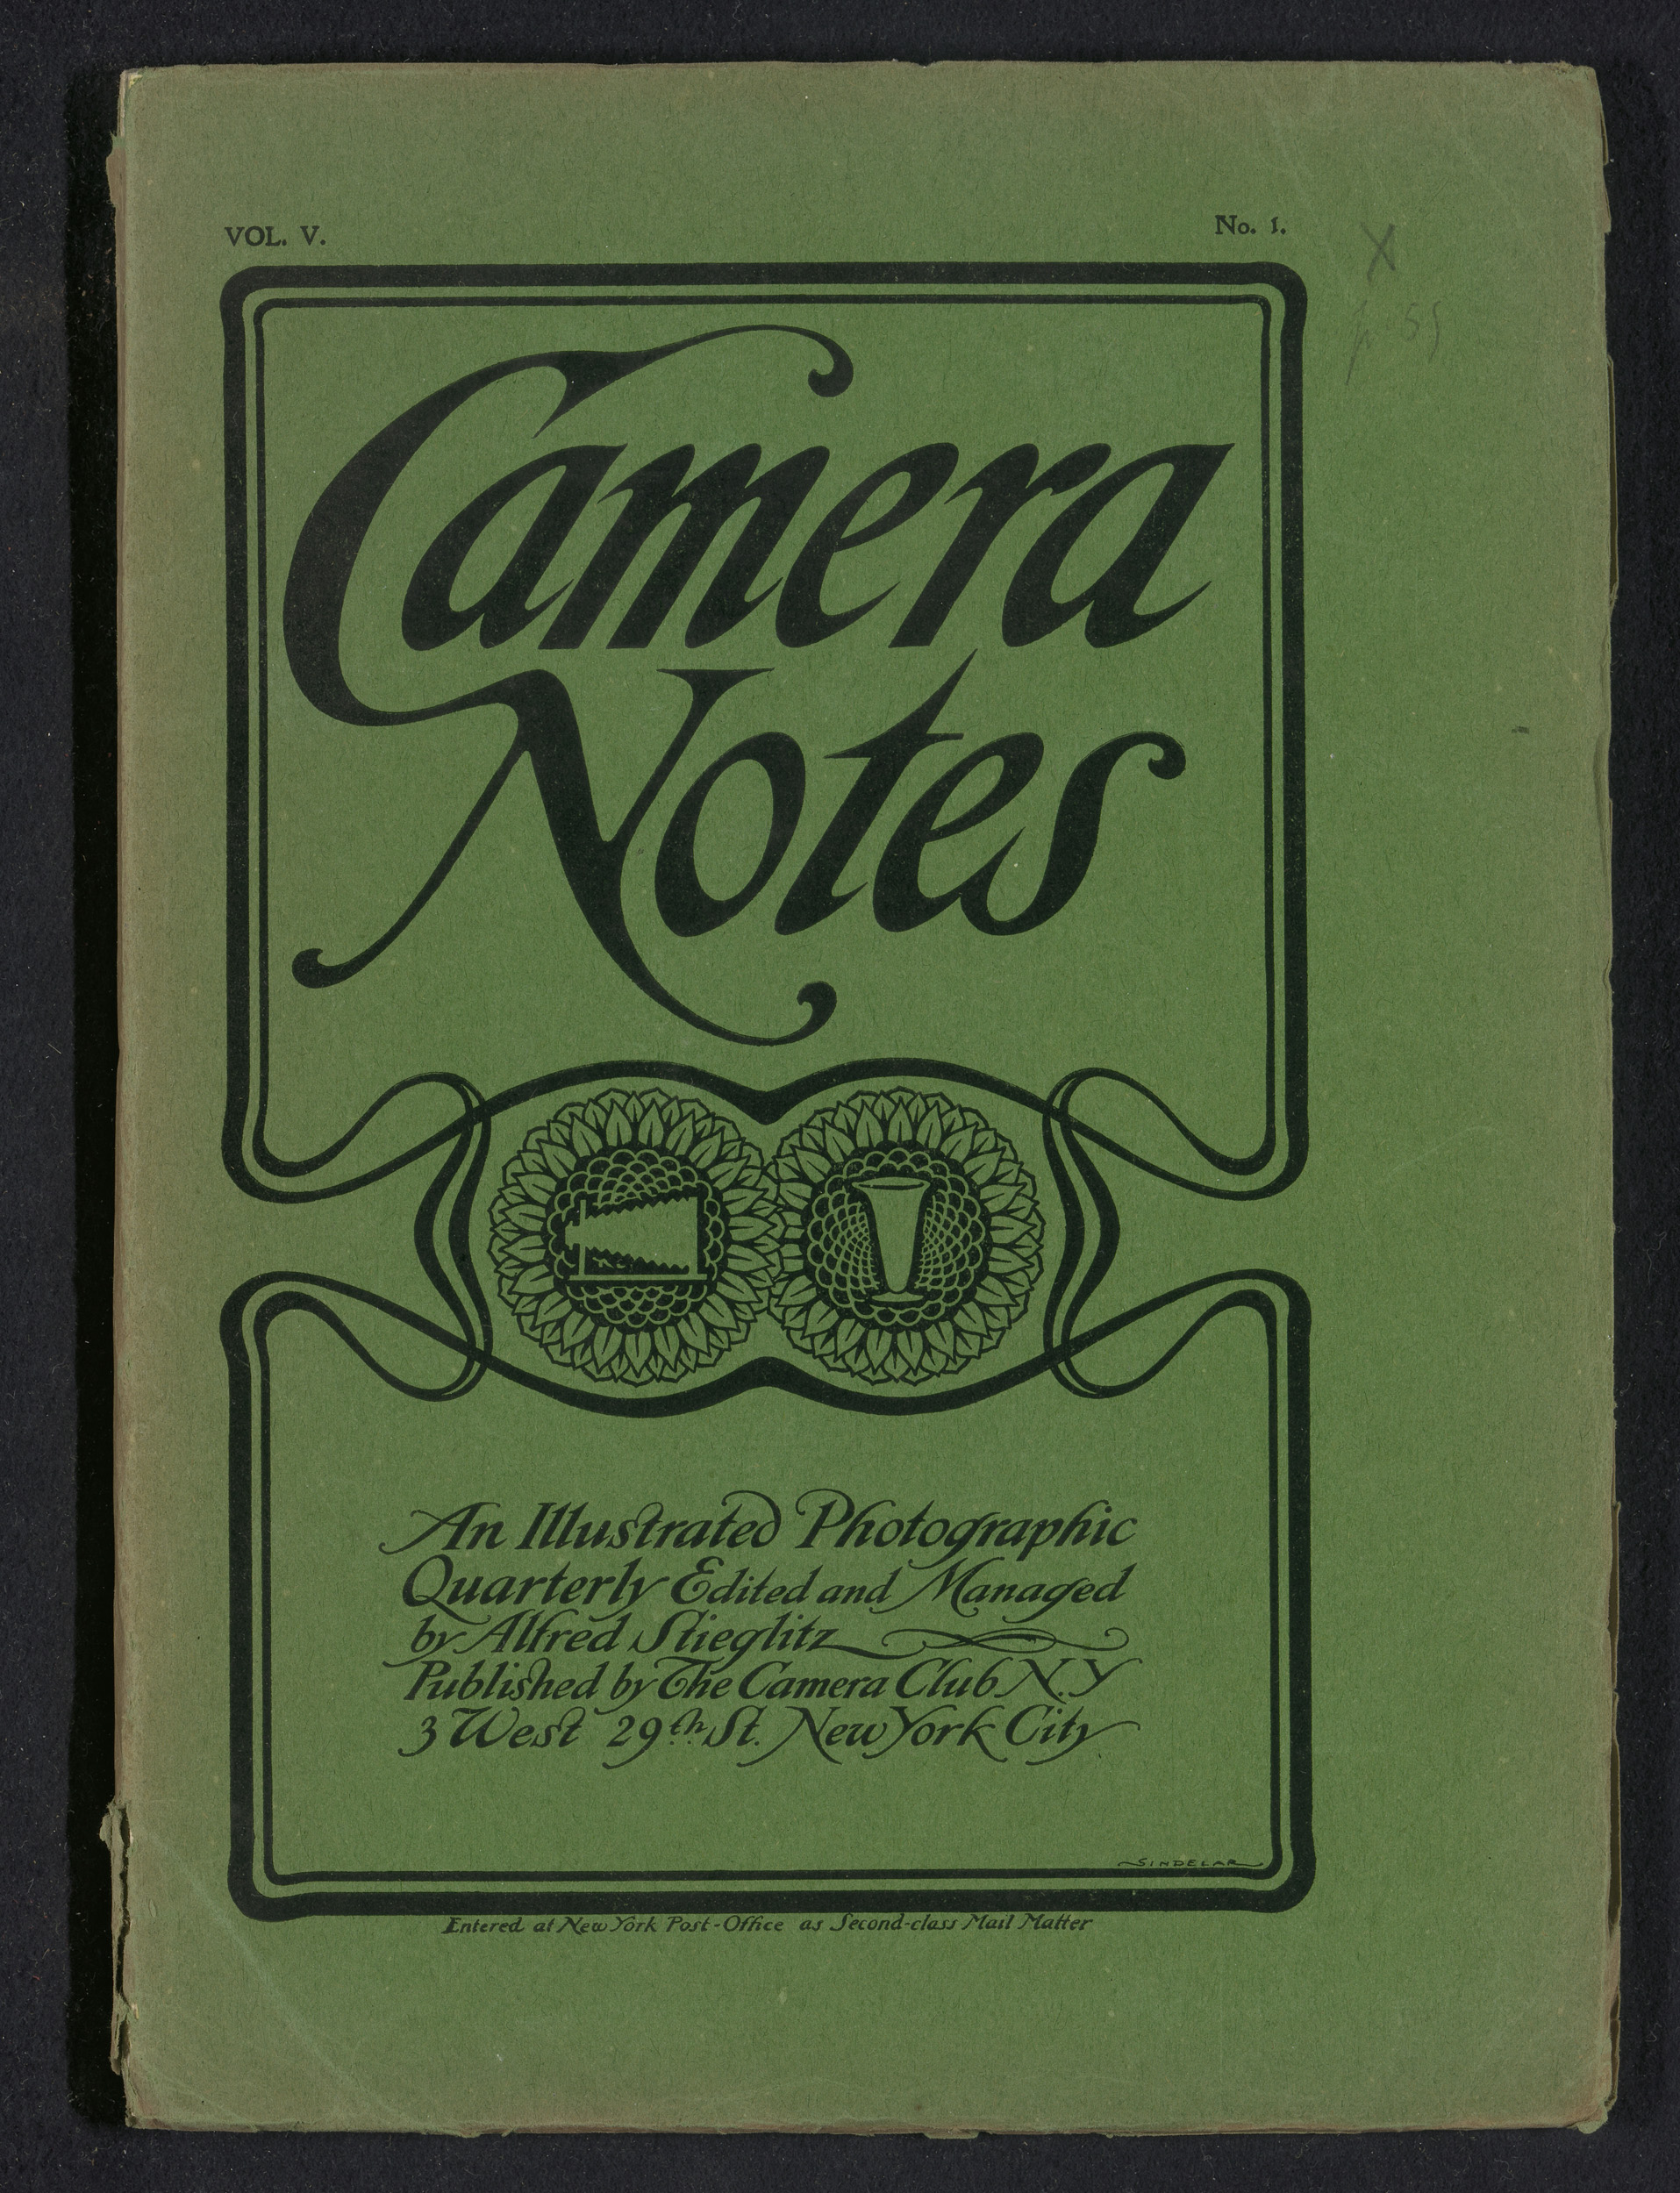 VOL. V.
No. 1.
X
p 55
Camera
Notes
An Illustrated Photographic
Quarterly Edited and Managed
by Alfred Stieglitz
Published by The Camera Club N.Y
3 West 29th St. New York City
SINDELAR
Entered at New York Post-Office as Second-class Mail Matter